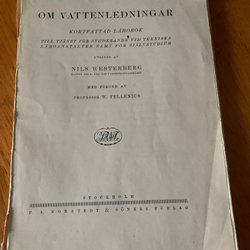 OM VATTENLEDNINGAR
KORTFATTAD LÄROBOK
TILL TJÄNST FÖR STUDERANDE VID TEKNISKA
LÄROANSTALTER SAMT FÖR SJÄLVSTUDIUM
UTGIVEN AV
NILS WESTERBERG
MED FÖRORD AV
PROFESSOR W. FELLENIUS
STOCKHOLM
P. A. NORSTEDT & SÖNERS FÖRLAG